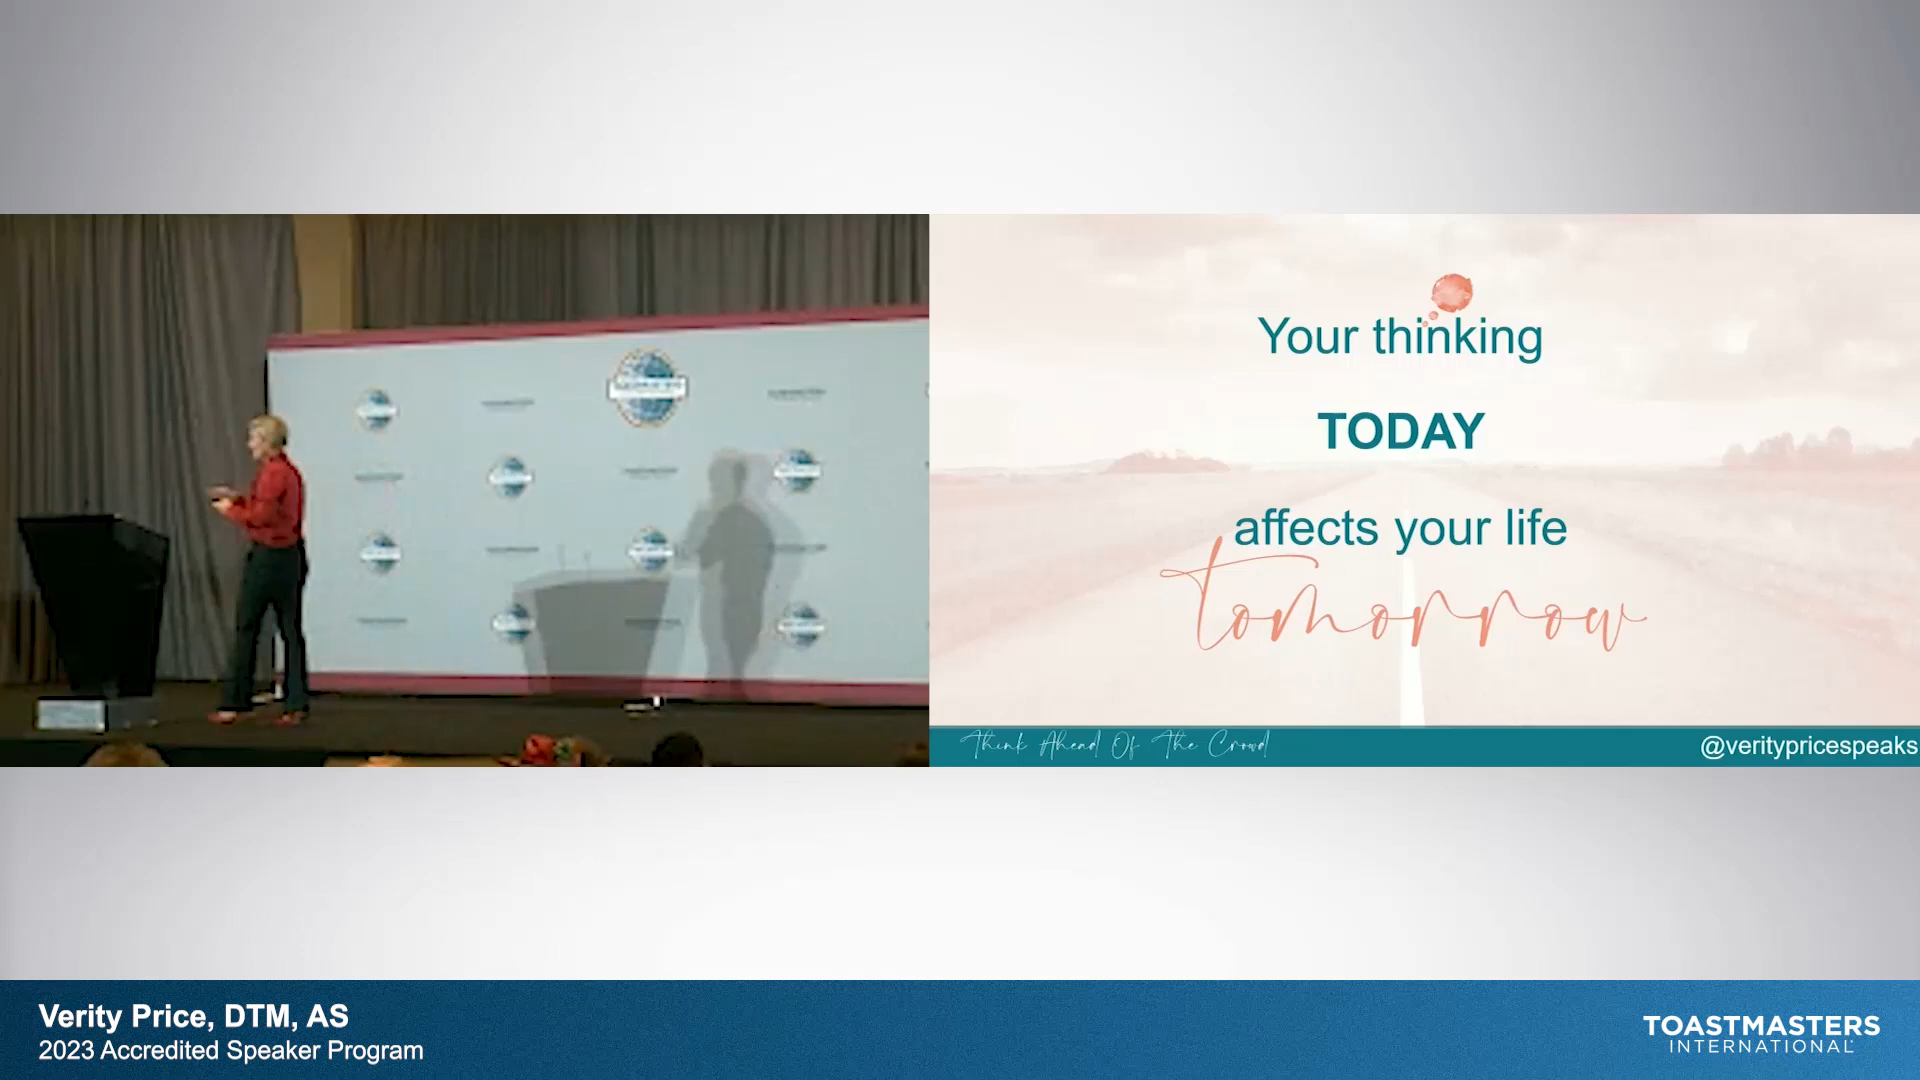 Your thinking
TODAY
affects your life
tomorrow
Think Ahead Of The Crowd
@veritypricespeaks
Verity Price, DTM, AS
2023 Accredited Speaker Program
TOASTMASTERS
INTERNATIONAL